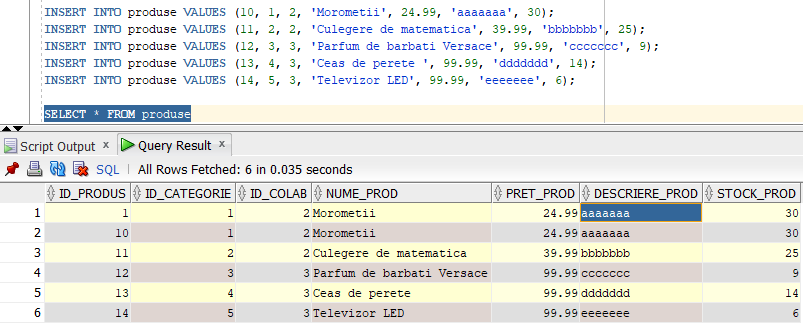 INSERT INTO produse VALUES (10, 1, 2, 'Morometii', 24.99, 'aaaaaaa', 30);
INSERT INTO produse VALUES (11, 2, 2, 'Culegere de matematica', 39.99, 'bbbbbbb', 25);
INSERT INTO produse VALUES (12, 3, 3, 'Parfum de barbati Versace', 99.99, 'ccccccc', 9);
INSERT INTO produse VALUES (13, 4, 3, 'Ceas de perete ', 99.99, 'ddddddd', 14);
INSERT INTO produse VALUES (14, 5, 3, 'Televizor LED', 99.99, 'eeeeeee', 6);
SELECT * FROM produse
Script Output x Query Result x
SQL | All Rows Fetched: 6 in 0.035 seconds
ID_PRODUS ID_CATEGORIE ID_COLAB NUME_PROD PRET_PROD DESCRIERE_PROD STOCK_PROD
1 1 1 2 Morometii 24.99 aaaaaaa 30
2 10 1 2 Morometii 24.99 aaaaaaa 30
3 11 2 2 Culegere de matematica 39.99 bbbbbbb 25
4 12 3 3 Parfum de barbati Versace 99.99 ccccccc 9
5 13 4 3 Ceas de perete 99.99 ddddddd 14
6 14 5 3 Televizor LED 99.99 eeeeeee 6